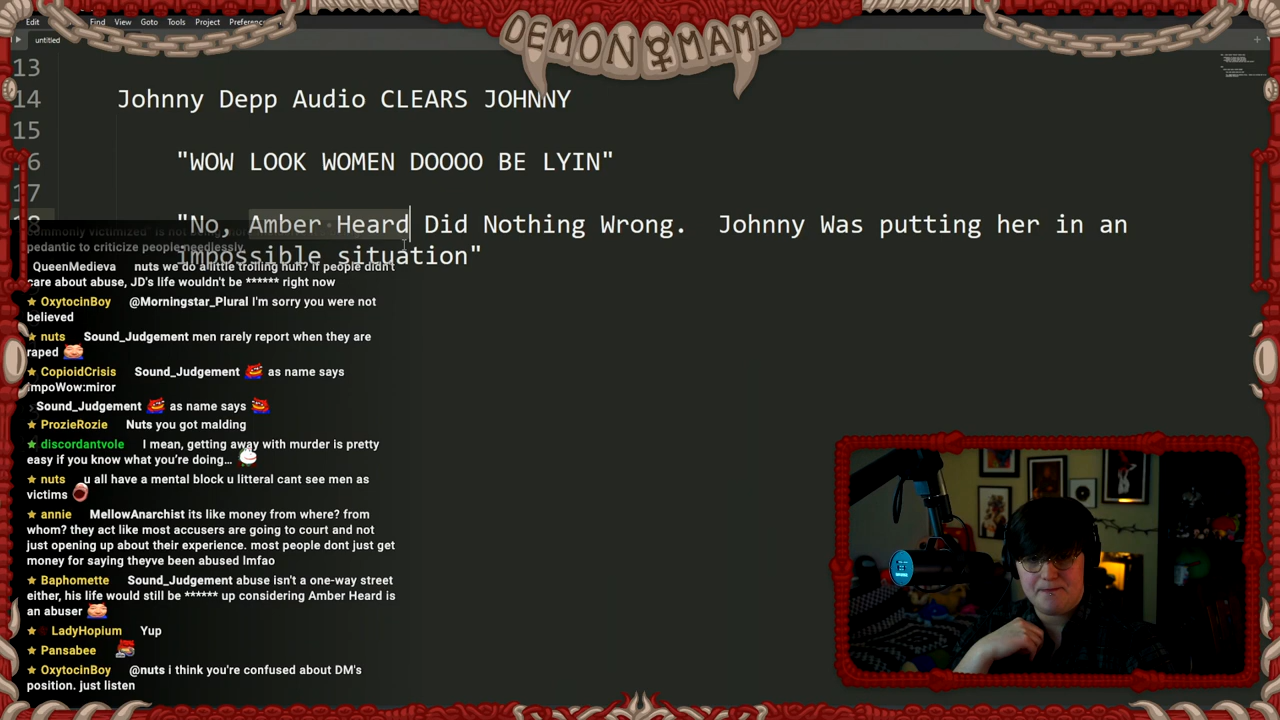 DEMON MAMA
Edit
Find View Goto Tools Project Preferences
untitled
13
14 Johnny Depp Audio CLEARS JOHNNY
15
16 "WOW LOOK WOMEN DOOOO BE LYIN"
17
18 "No, Amber Heard Did Nothing Wrong. Johnny Was putting her in an
impossible situation"
commonly victimized" is not being
pedantic to criticize people needlessly.
QueenMedieva nuts we do a little trolling huh? if people didn't
care about abuse, JD's life wouldn't be ****** right now
OxytocinBoy @Morningstar_Plural I'm sorry you were not
believed
nuts Sound_Judgement men rarely report when they are
raped
CopioidCrisis Sound_Judgement as name says
ImpoWow:miror
Sound_Judgement as name says
ProzieRozie Nuts you got malding
discordantvole I mean, getting away with murder is pretty
easy if you know what you're doing…
nuts u all have a mental block u litteral cant see men as
victims
annie MellowAnarchist its like money from where? from
whom? they act like most accusers are going to court and not
just opening up about their experience. most people dont just get
money for saying theyve been abused lmfao
Baphomette Sound_Judgement abuse isn't a one-way street
either, his life would still be ****** up considering Amber Heard is
an abuser
LadyHopium Yup
Pansabee
OxytocinBoy @nuts i think you're confused about DM's
position. just listen